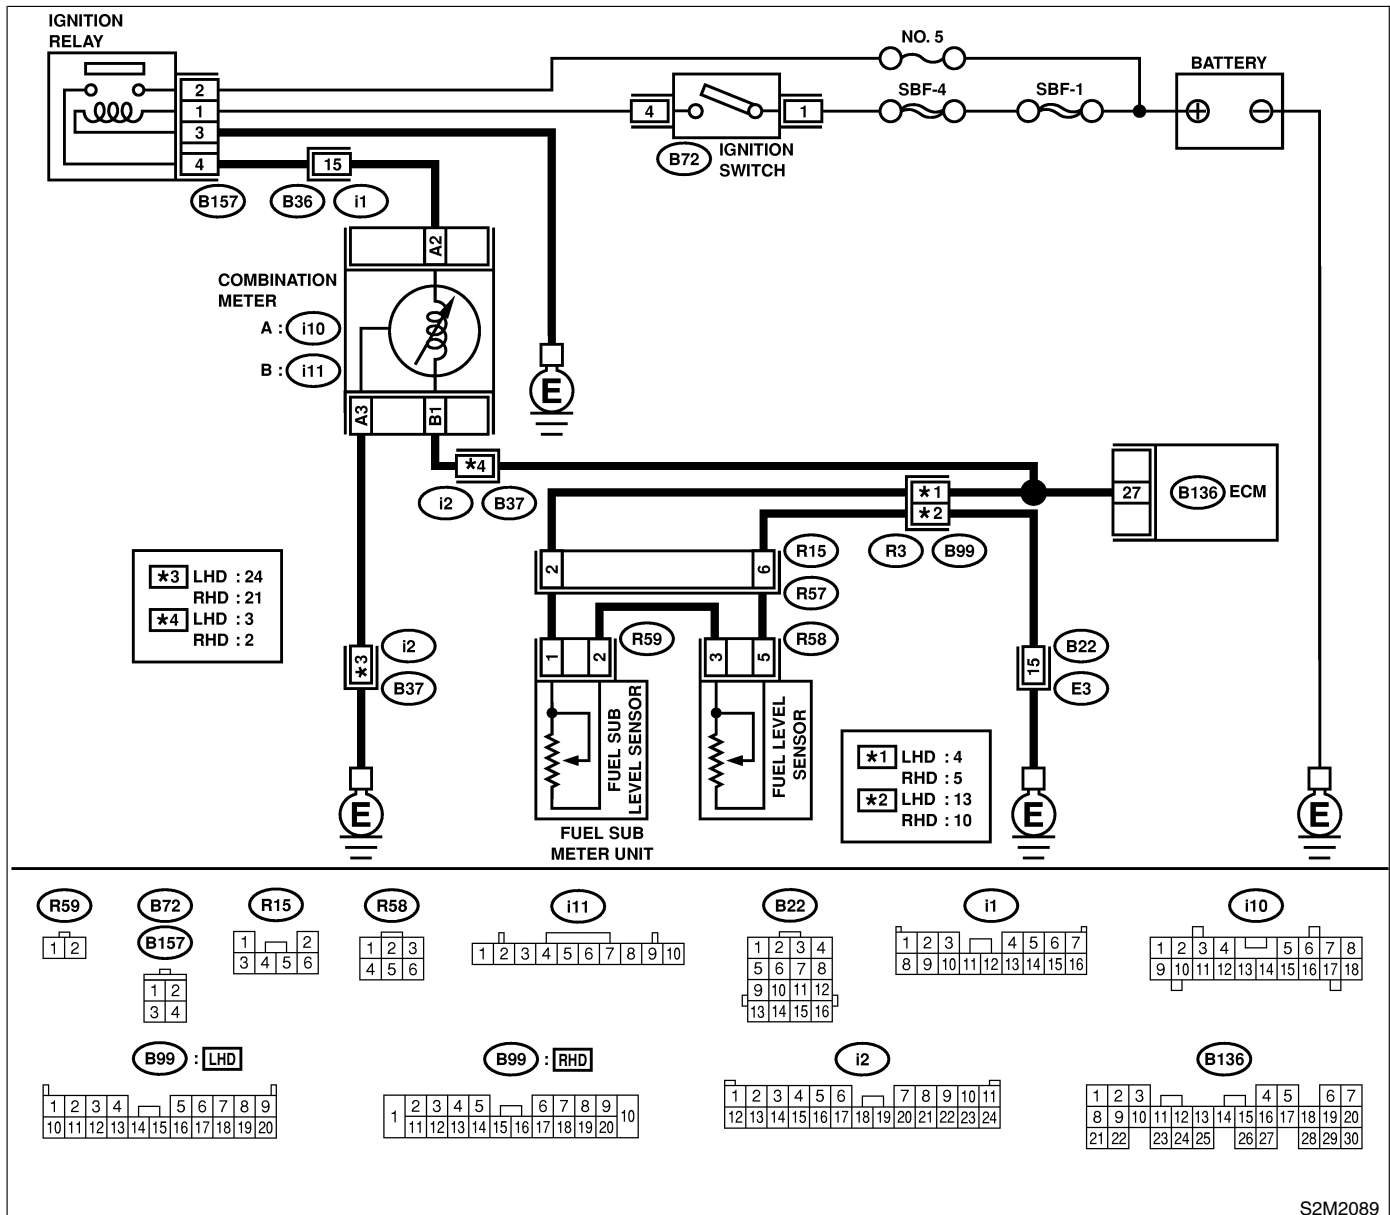 IGNITION
RELAY
2
1
3
4
B157
15
B36
i1
NO. 5
SBF-4
SBF-1
BATTERY
4
1
B72
IGNITION
SWITCH
A2
COMBINATION
METER
A : i10
B : i11
A3
B1
E
*4
i2
B37
*1
*2
R3
B99
27
B136
ECM
*3 LHD : 24
RHD : 21
*4 LHD : 3
RHD : 2
2
6
R15
R57
1
2
R59
3
5
R58
*3
i2
B37
15
B22
E3
FUEL SUB
LEVEL SENSOR
FUEL LEVEL
SENSOR
FUEL SUB
METER UNIT
*1 LHD : 4
RHD : 5
*2 LHD : 13
RHD : 10
E
E
E
R59
1 2
B72
B157
1 2
3 4
R15
1 2
3 4 5 6
R58
1 2 3
4 5 6
i11
1 2 3 4 5 6 7 8 9 10
B22
1 2 3 4
5 6 7 8
9 10 11 12
13 14 15 16
i1
1 2 3 4 5 6 7
8 9 10 11 12 13 14 15 16
i10
1 2 3 4 5 6 7 8
9 10 11 12 13 14 15 16 17 18
B99 : LHD
1 2 3 4 5 6 7 8 9
10 11 12 13 14 15 16 17 18 19 20
B99 : RHD
1 2 3 4 5 6 7 8 9 10
11 12 13 14 15 16 17 18 19 20
i2
1 2 3 4 5 6 7 8 9 10 11
12 13 14 15 16 17 18 19 20 21 22 23 24
B136
1 2 3 4 5 6 7
8 9 10 11 12 13 14 15 16 17 18 19 20
21 22 23 24 25 26 27 28 29 30
S2M2089